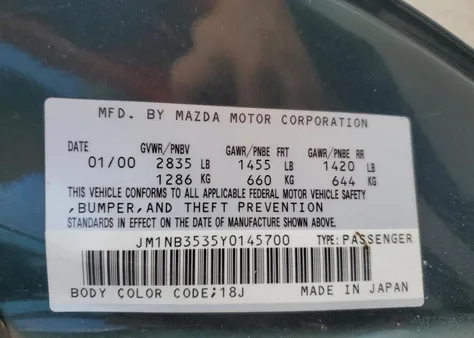 MFD. BY MAZDA MOTOR CORPORATION
DATE GVWR/PNBV GAWR/PNBE FRT GAWR/PNBE RR
01/00 2835 LB 1455 LB 1420 LB
1286 KG 660 KG 644 KG
THIS VEHICLE CONFORMS TO ALL APPLICABLE FEDERAL MOTOR VEHICLE SAFETY
,BUMPER,AND THEFT PREVENTION
STANDARDS IN EFFECT ON THE DATE OF MANUFACTURE SHOWN ABOVE.
JM1NB3535Y0145700 TYPE:PASSENGER
BODY COLOR CODE;18J MADE IN JAPAN